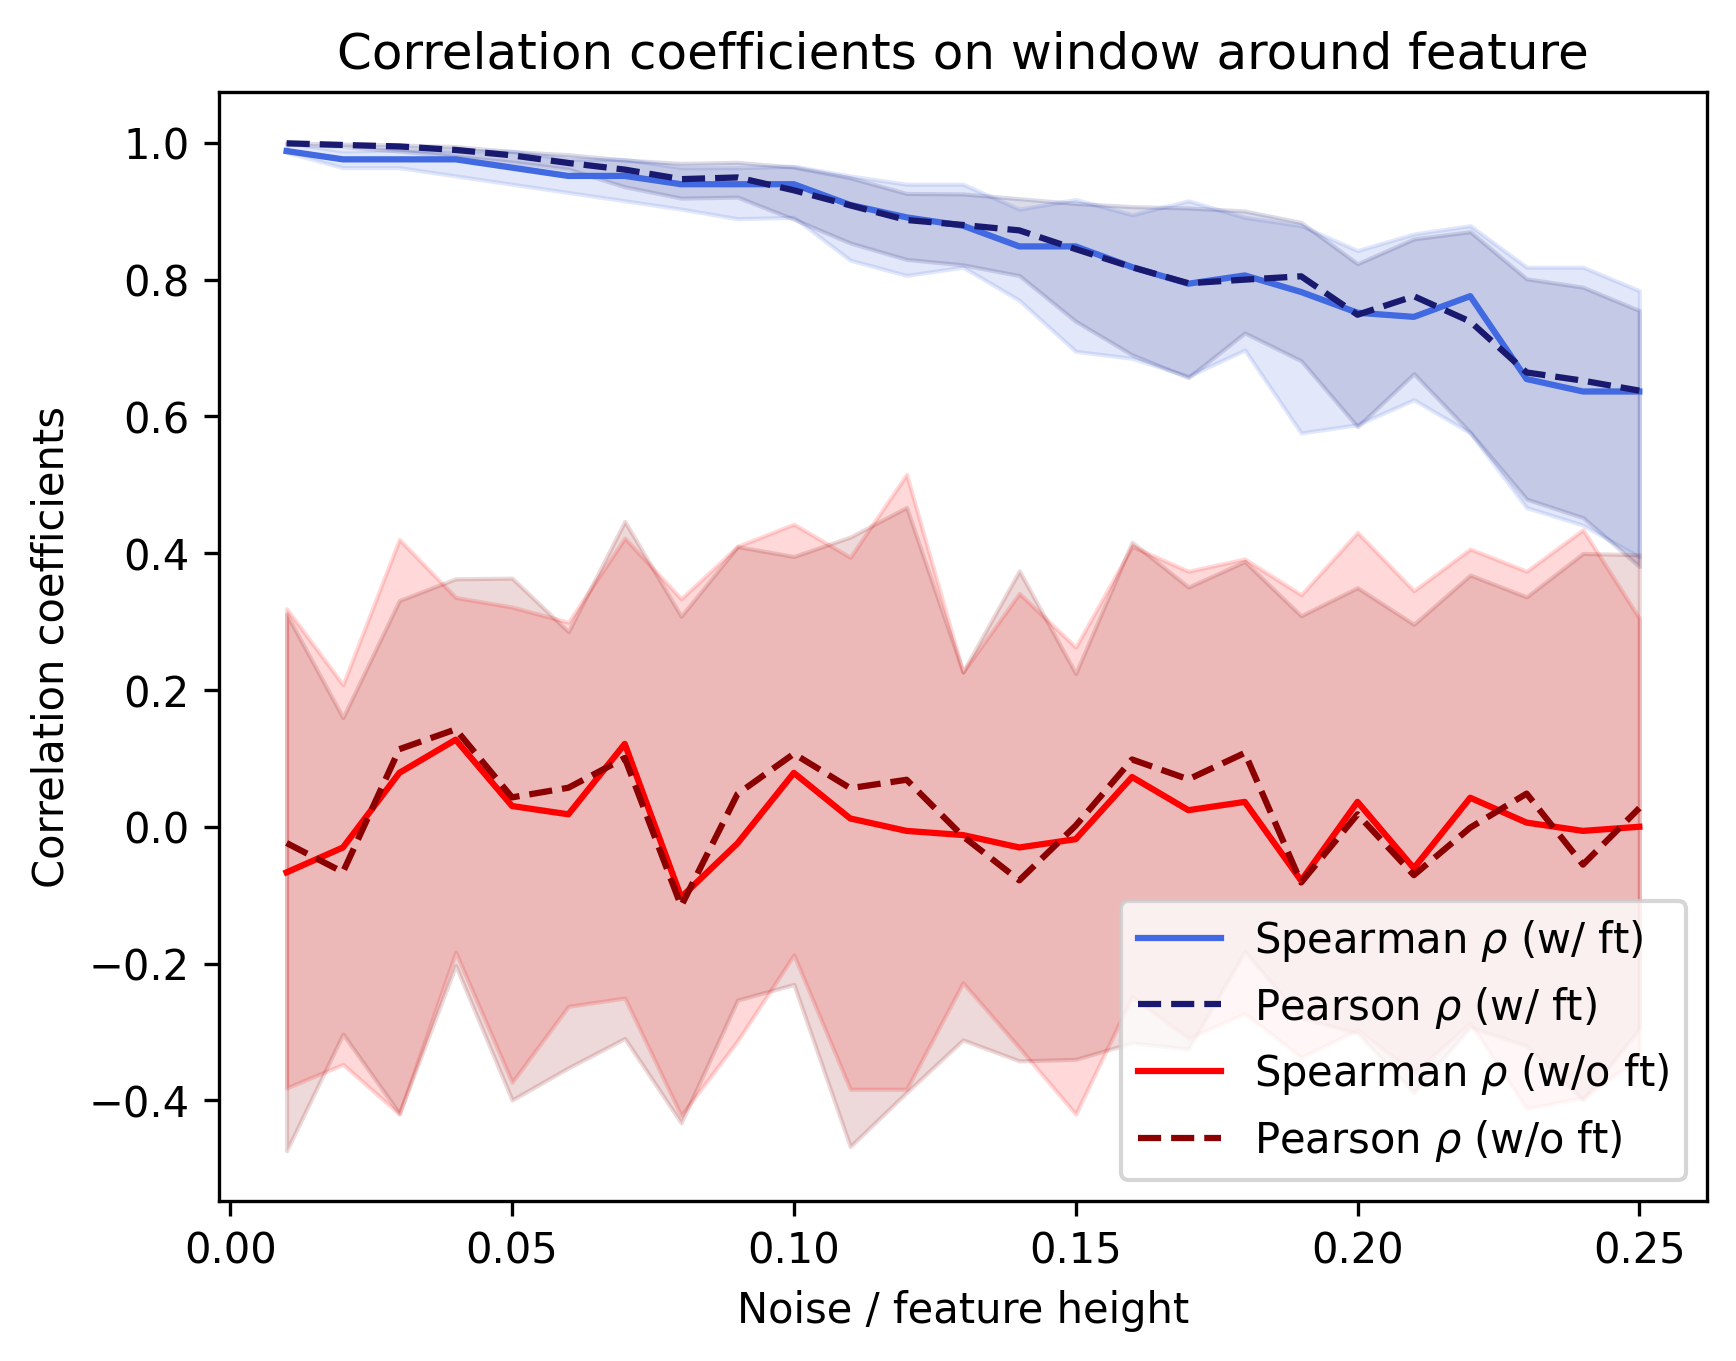 Correlation coefficients on window around feature
Correlation coefficients
1.0
0.8
0.6
0.4
0.2
0.0
−0.2
−0.4
Spearman ρ (w/ ft)
Pearson ρ (w/ ft)
Spearman ρ (w/o ft)
Pearson ρ (w/o ft)
0.00 0.05 0.10 0.15 0.20 0.25
Noise / feature height